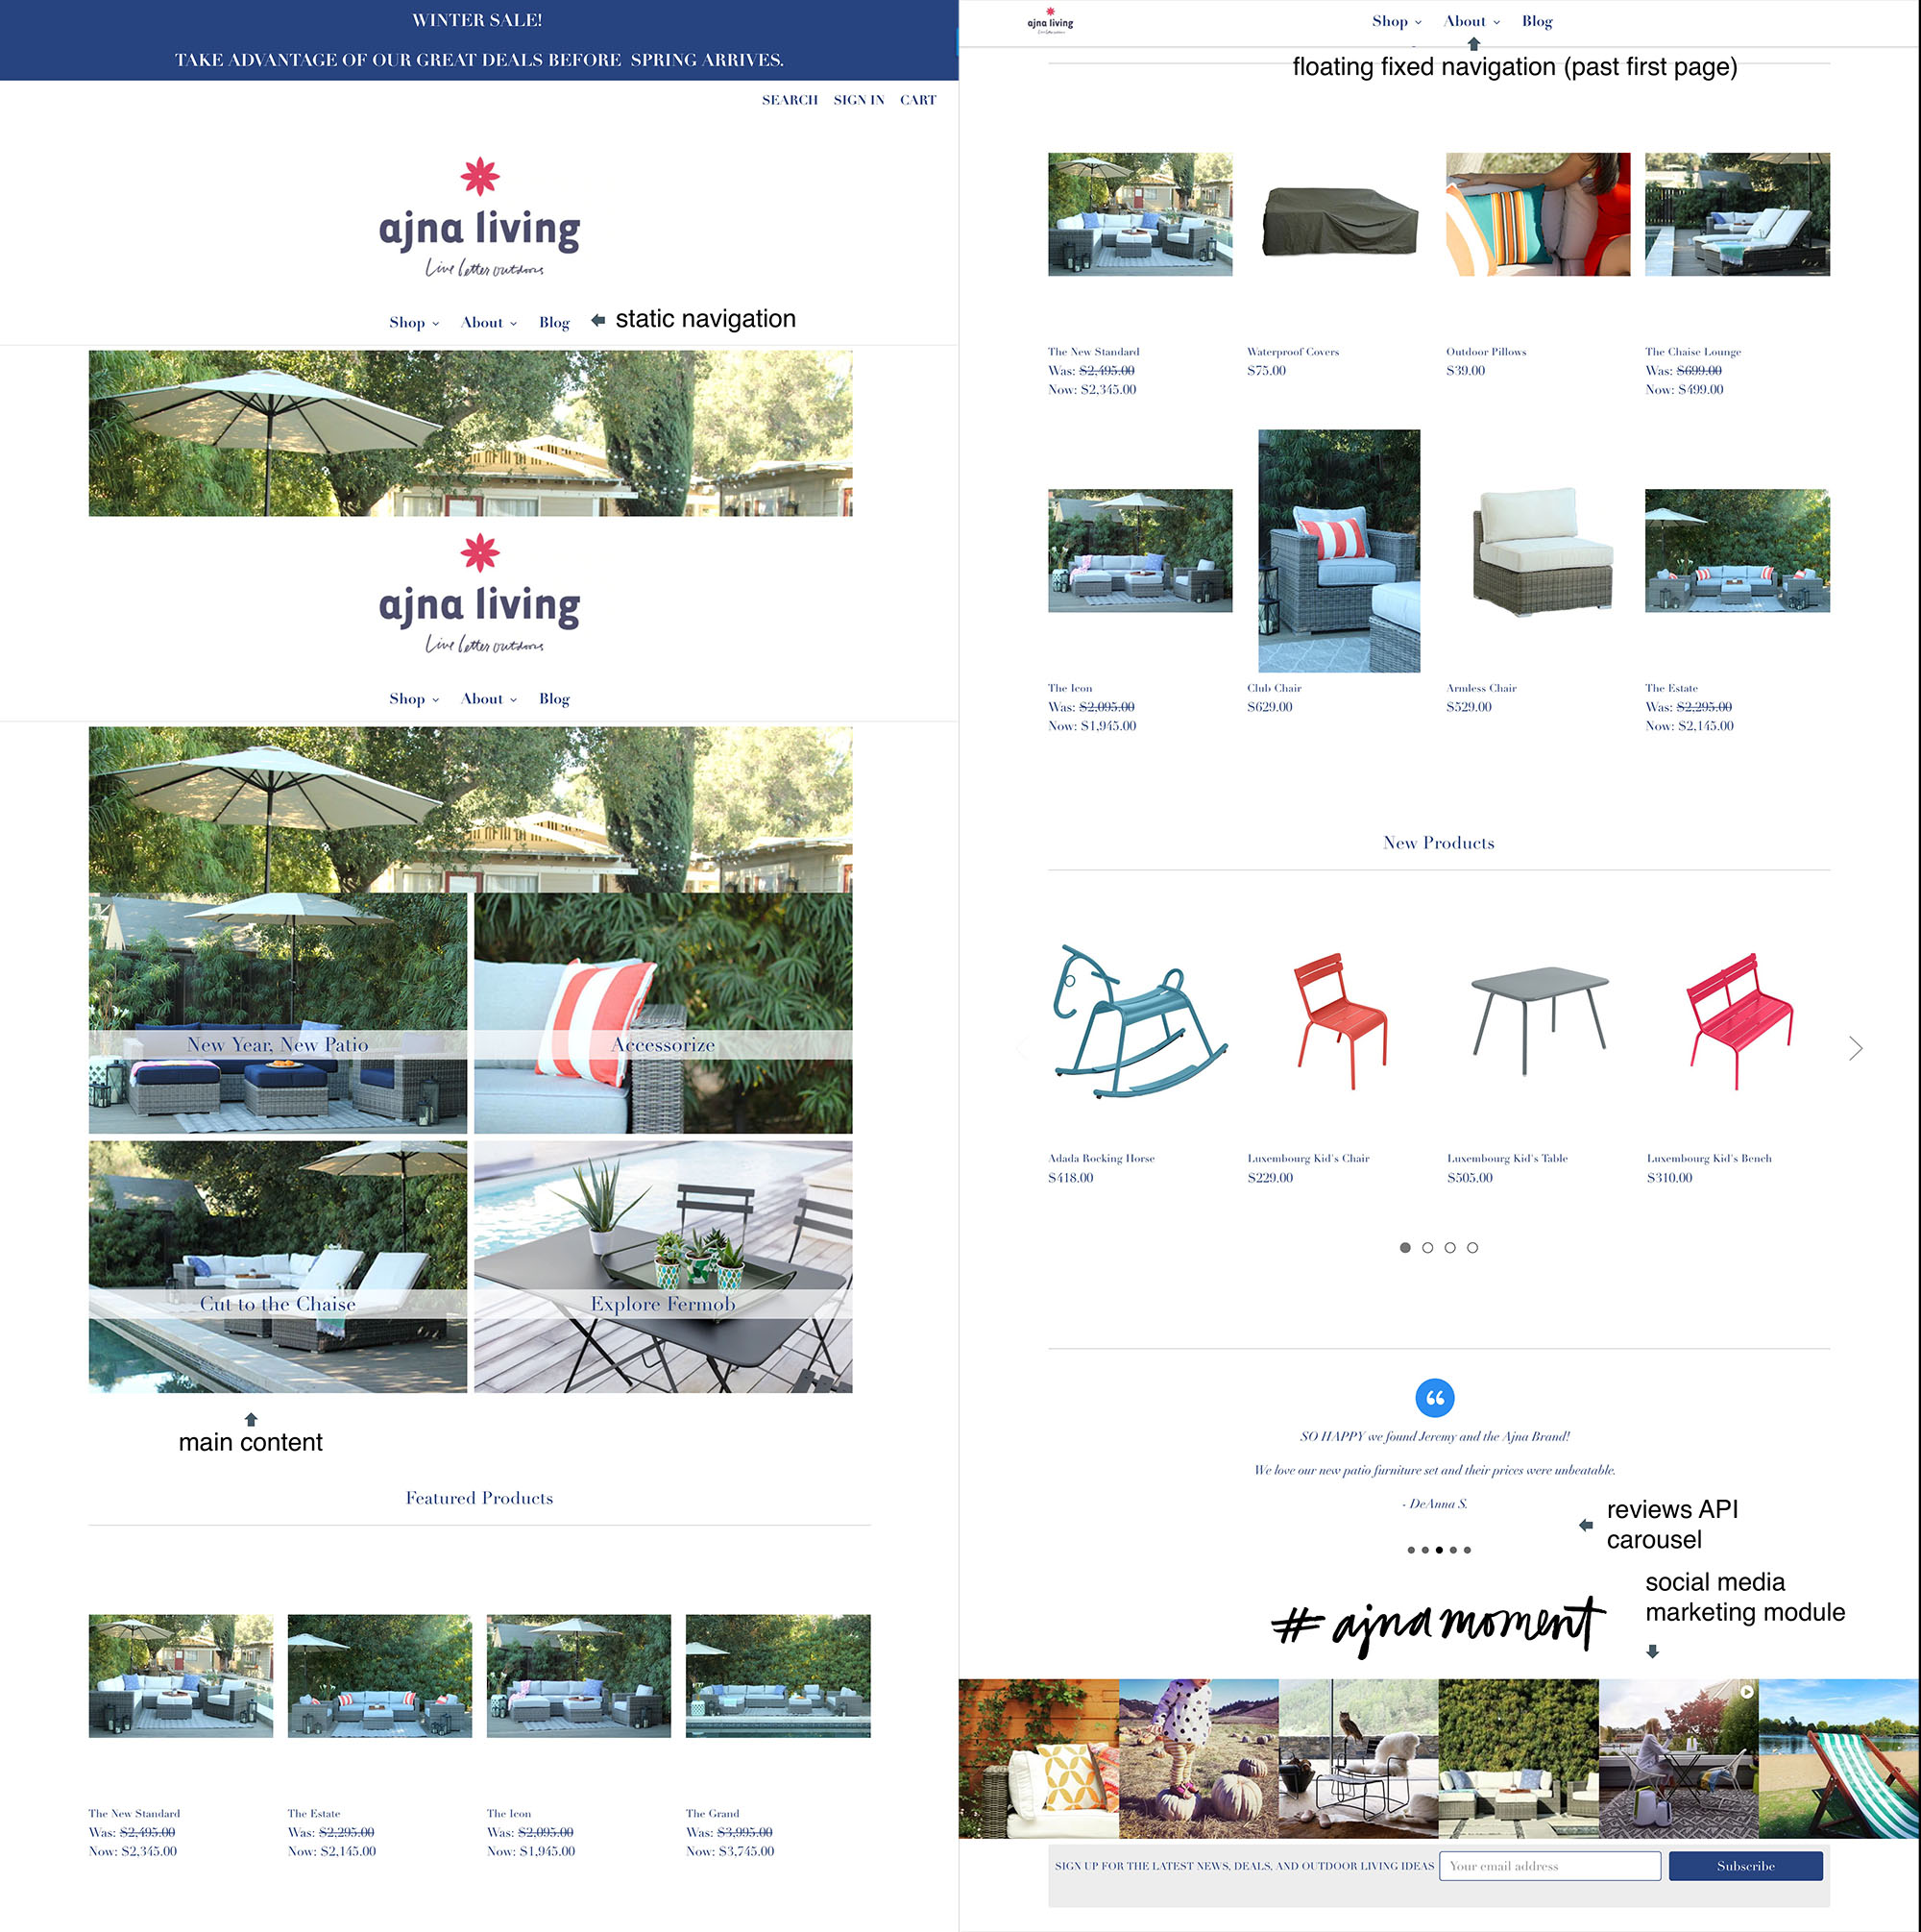 WINTER SALE!
TAKE ADVANTAGE OF OUR GREAT DEALS BEFORE SPRING ARRIVES.
SEARCH SIGN IN CART
ajna living
Live better outdoors
Shop About Blog
static navigation
ajna living
Live better outdoors
Shop About Blog
New Year, New Patio
Accessorize
Cut to the Chaise
Explore Fermob
main content
Featured Products
The New Standard
Was: $2,495.00
Now: $2,345.00
The Estate
Was: $2,295.00
Now: $2,145.00
The Icon
Was: $2,095.00
Now: $1,945.00
The Grand
Was: $3,995.00
Now: $3,745.00
ajna living
Live better outdoors
Shop About Blog
floating fixed navigation (past first page)
The New Standard
Was: $2,495.00
Now: $2,345.00
Waterproof Covers
$75.00
Outdoor Pillows
$39.00
The Chaise Lounge
Was: $699.00
Now: $499.00
The Icon
Was: $2,095.00
Now: $1,945.00
Club Chair
$629.00
Armless Chair
$529.00
The Estate
Was: $2,295.00
Now: $2,145.00
New Products
Adada Rocking Horse
$418.00
Luxembourg Kid's Chair
$229.00
Luxembourg Kid's Table
$505.00
Luxembourg Kid's Bench
$310.00
SO HAPPY we found Jeremy and the Ajna Brand!
We love our new patio furniture set and their prices were unbeatable.
- DeAnna S.
reviews API
carousel
social media
marketing module
#ajnamoment
SIGN UP FOR THE LATEST NEWS, DEALS, AND OUTDOOR LIVING IDEAS
Your email address
Subscribe